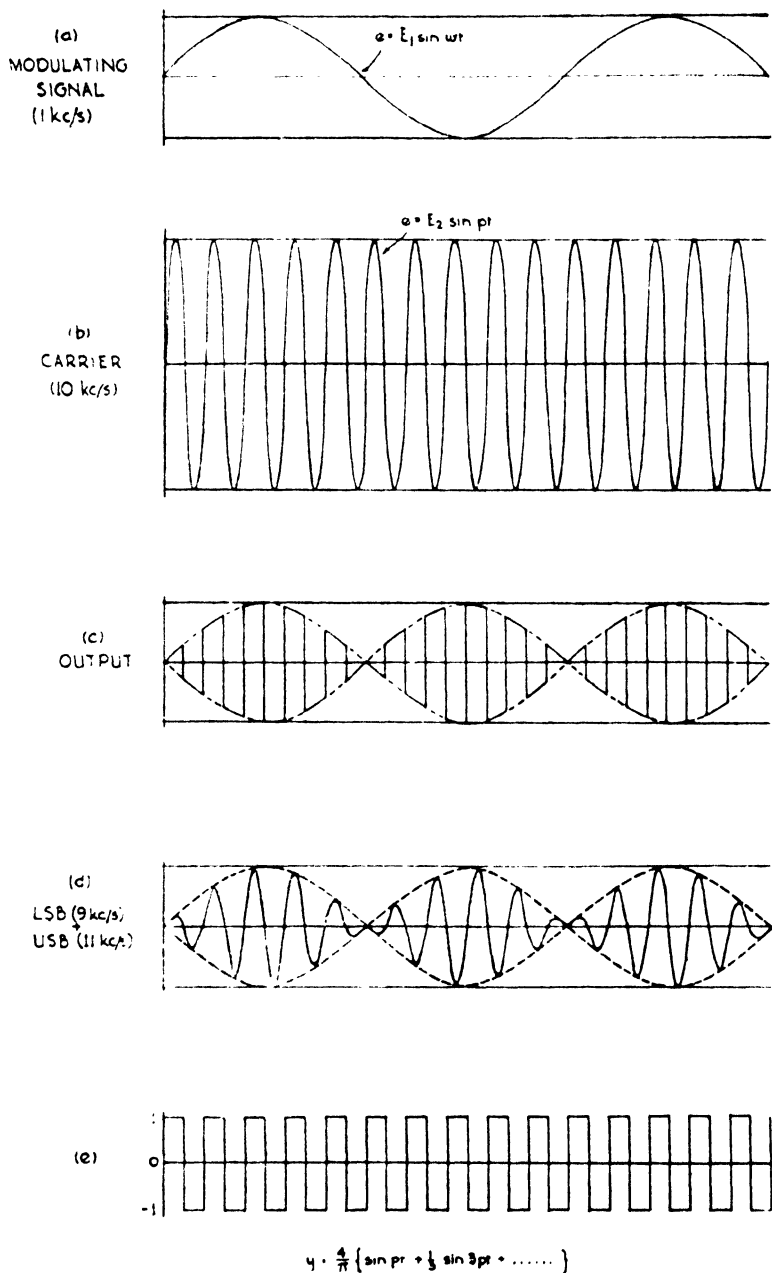 (a)
MODULATING
SIGNAL
(1 kc/s)
e = E₁ sin wt
e = E₂ sin pt
(b)
CARRIER
(10 kc/s)
(c)
OUTPUT
(d)
LSB (9 kc/s)
+
USB (11 kc/s)
(e)
1
0
-1
y = 4/π { sin pt + 1/3 sin 3pt + ...... }